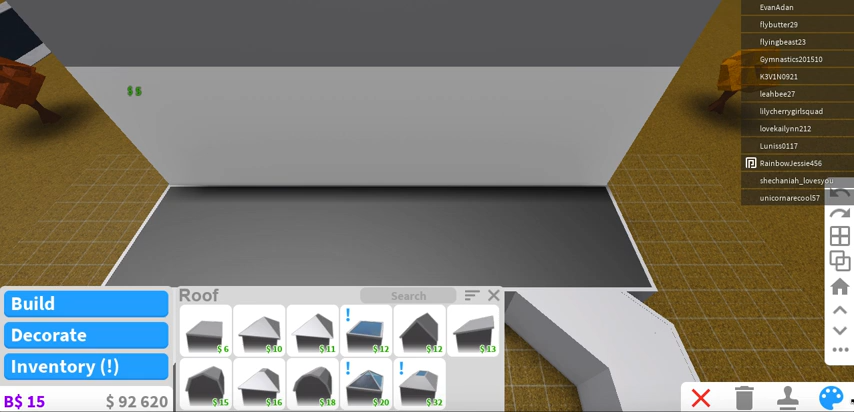 EvanAdan
flybutter29
flyingbeast23
Gymnastics201510
K3V1N0921
leahbee27
lilycherrygirlsquad
lovekailynn212
Luniss0117
RainbowJessie456
shechaniah_lovesyou
unicornarecool57
Roof
Search
Build
Decorate
Inventory (!)
B$ 15
$ 92 620
$ 6
$ 10
$ 11
! $ 12
$ 12
$ 13
$ 15
$ 16
$ 18
! $ 20
! $ 32